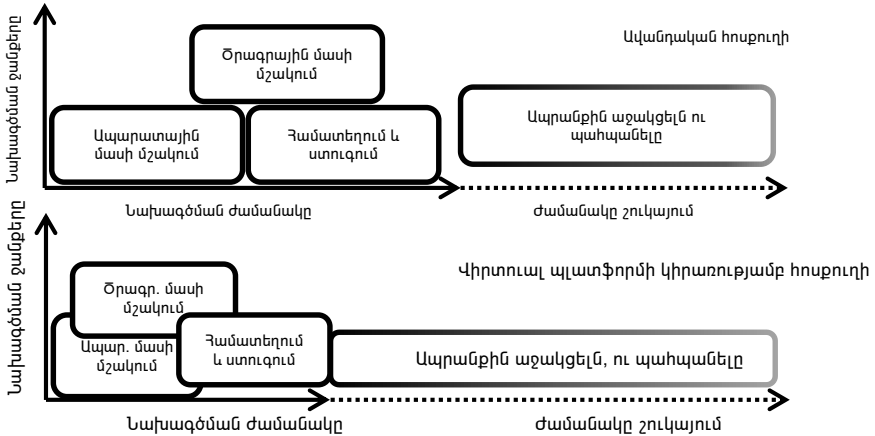 Նախագծման ջանքերը
Ծրագրային մասի
մշակում
Ավանդական հոսքուղի
Ապարատային
մասի մշակում
Համատեղում և
ստուգում
Ապրանքին աջակցելն ու
պահպանելը
Նախագծման ժամանակը
Ժամանակը շուկայում
Նախագծման ջանքերը
Վիրտուալ պլատֆորմի կիրառությամբ հոսքուղի
Ծրագր. մասի
մշակում
Ապար. մասի
մշակում
Համատեղում
և ստուգում
Ապրանքին աջակցելն, ու պահպանելը
Նախագծման ժամանակը
Ժամանակը շուկայում